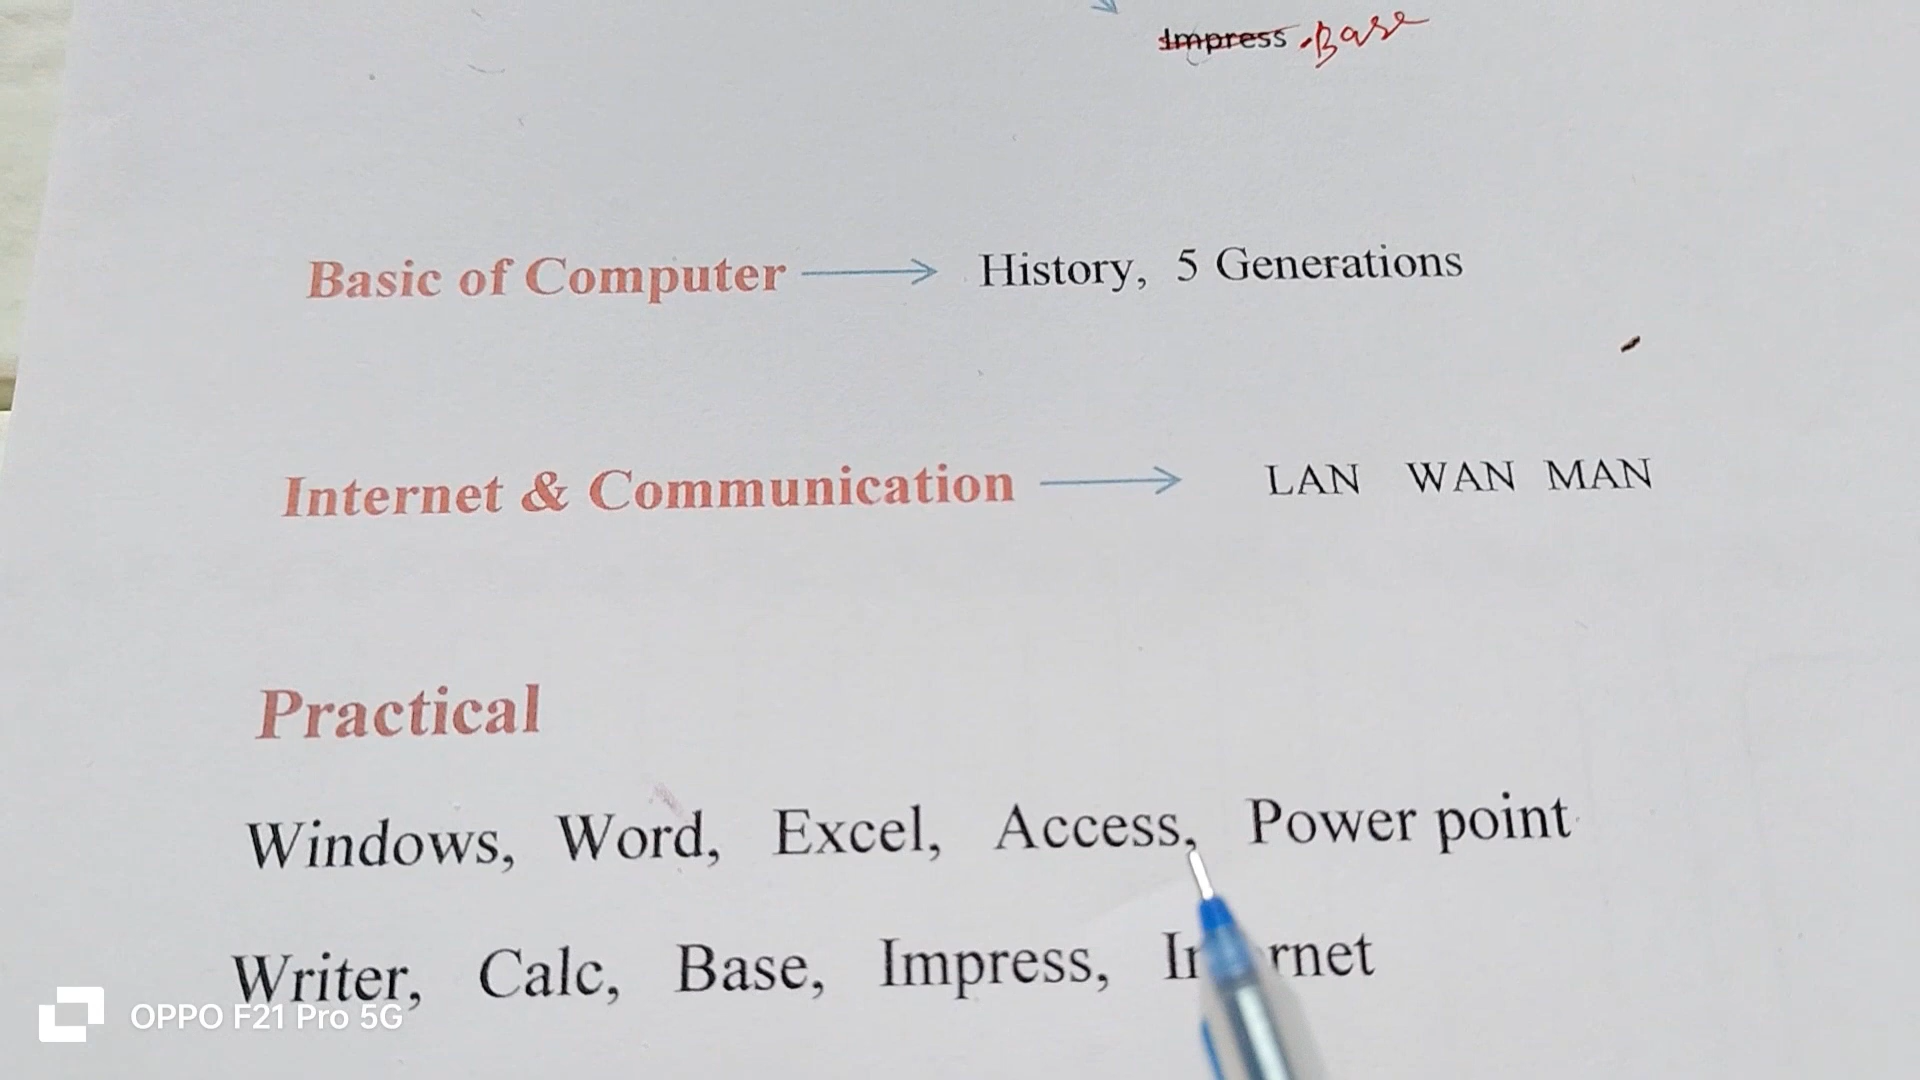 Impress - Base
Basic of Computer → History, 5 Generations
Internet & Communication → LAN WAN MAN
Practical
Windows, Word, Excel, Access, Power point
Writer, Calc, Base, Impress,
OPPO F21 Pro 5G